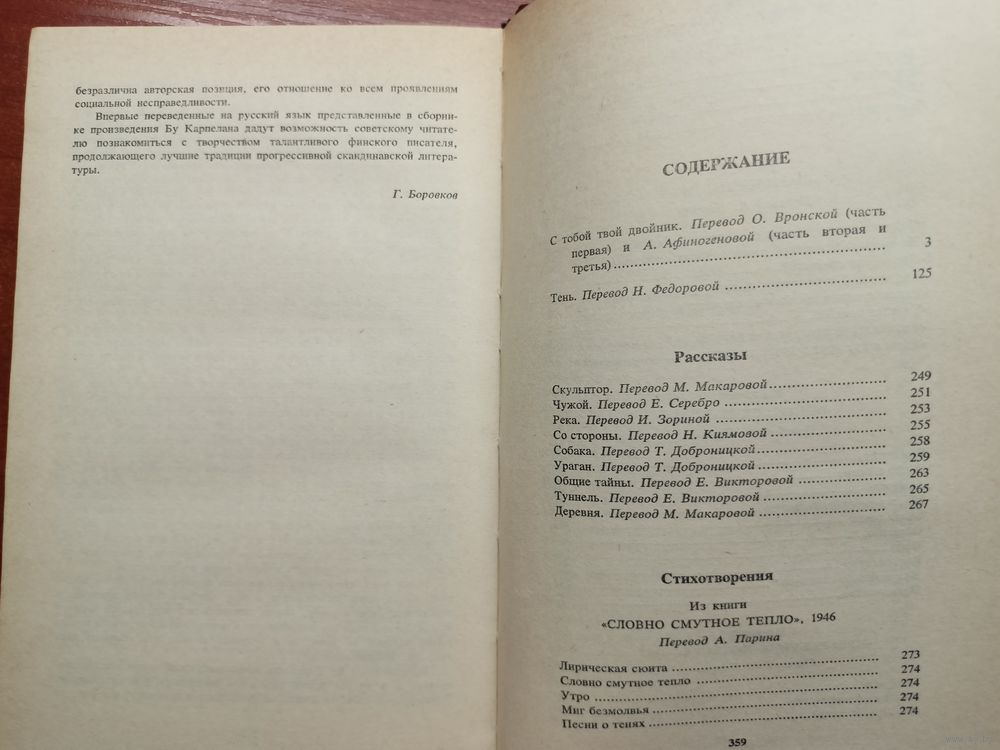 безразлична авторская позиция, его отношение ко всем проявлениям
социальной несправедливости.
Впервые переведенные на русский язык представленные в сборни-
ке произведения Бу Карпелана дадут возможность советскому читате-
лю познакомиться с творчеством талантливого финского писателя,
продолжающего лучшие традиции прогрессивной скандинавской литера-
туры.
Г. Боровков
СОДЕРЖАНИЕ
С тобой твой двойник. Перевод О. Вронской (часть
первая) и А. Афиногеновой (часть вторая и
третья) 3
Тень. Перевод Н. Федоровой 125
Рассказы
Скульптор. Перевод М. Макаровой 249
Чужой. Перевод Е. Серебро 251
Река. Перевод И. Зориной 253
Со стороны. Перевод Н. Киямовой 255
Собака. Перевод Т. Доброницкой 258
Ураган. Перевод Т. Доброницкой 259
Общие тайны. Перевод Е. Викторовой 263
Туннель. Перевод Е. Викторовой 265
Деревня. Перевод М. Макаровой 267
Стихотворения
Из книги
«СЛОВНО СМУТНОЕ ТЕПЛО», 1946
Перевод А. Парина
Лирическая сюита 273
Словно смутное тепло 274
Утро 274
Миг безмолвья 274
Песни о тенях 274
359